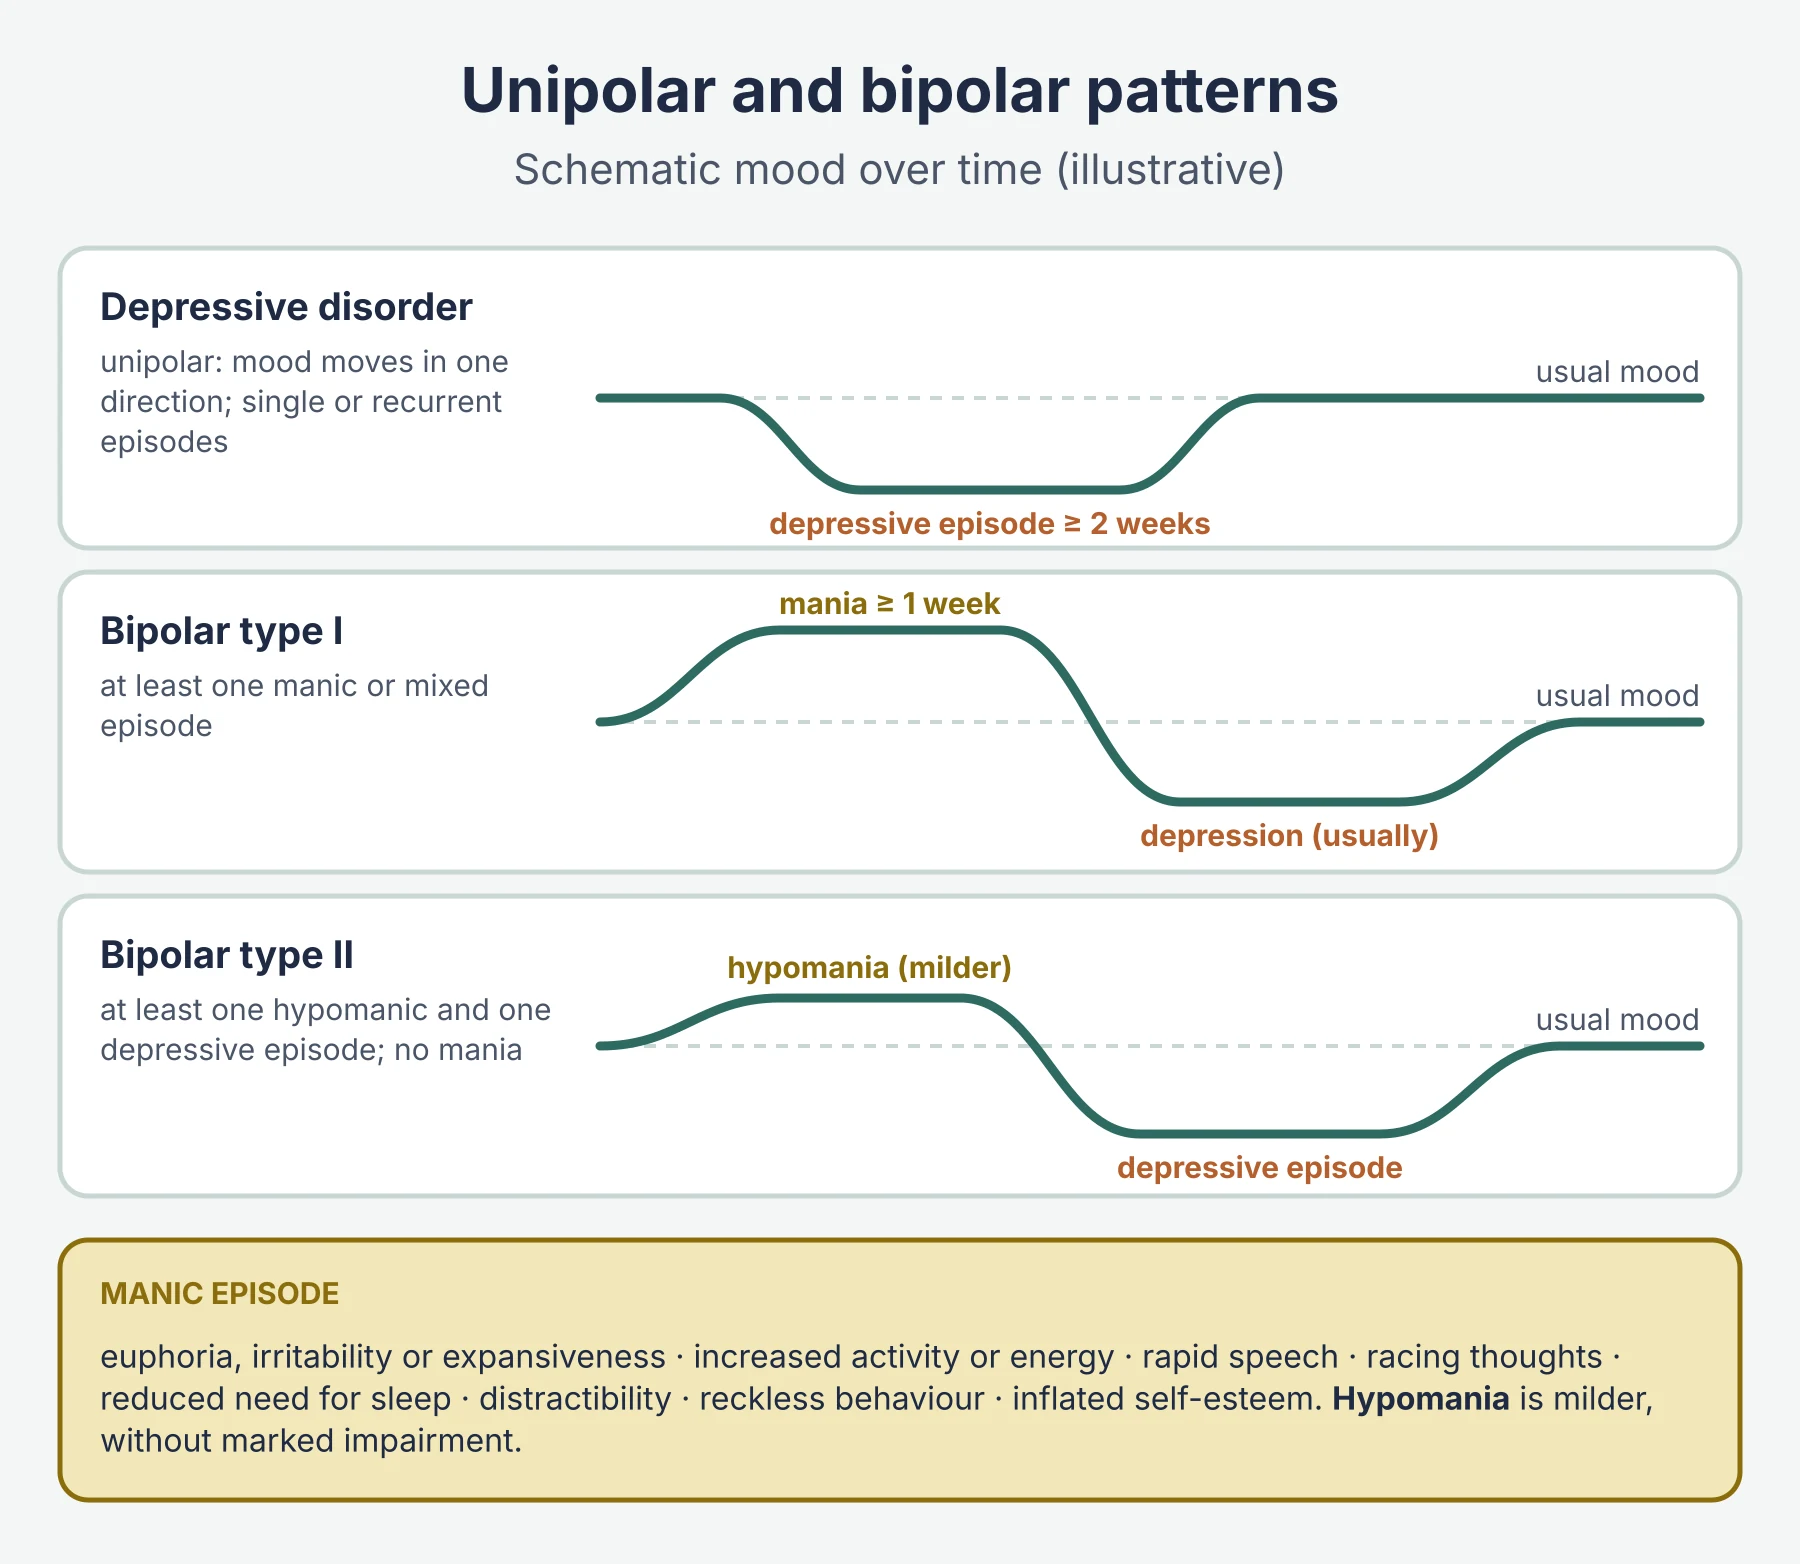 Unipolar and bipolar patterns
Schematic mood over time (illustrative)
Depressive disorder
unipolar: mood moves in one
direction; single or recurrent
episodes
usual mood
depressive episode ≥ 2 weeks
Bipolar type I
at least one manic or mixed
episode
mania ≥ 1 week
usual mood
depression (usually)
Bipolar type II
at least one hypomanic and one
depressive episode; no mania
hypomania (milder)
usual mood
depressive episode
MANIC EPISODE
euphoria, irritability or expansiveness · increased activity or energy · rapid speech · racing thoughts ·
reduced need for sleep · distractibility · reckless behaviour · inflated self-esteem. Hypomania is milder,
without marked impairment.